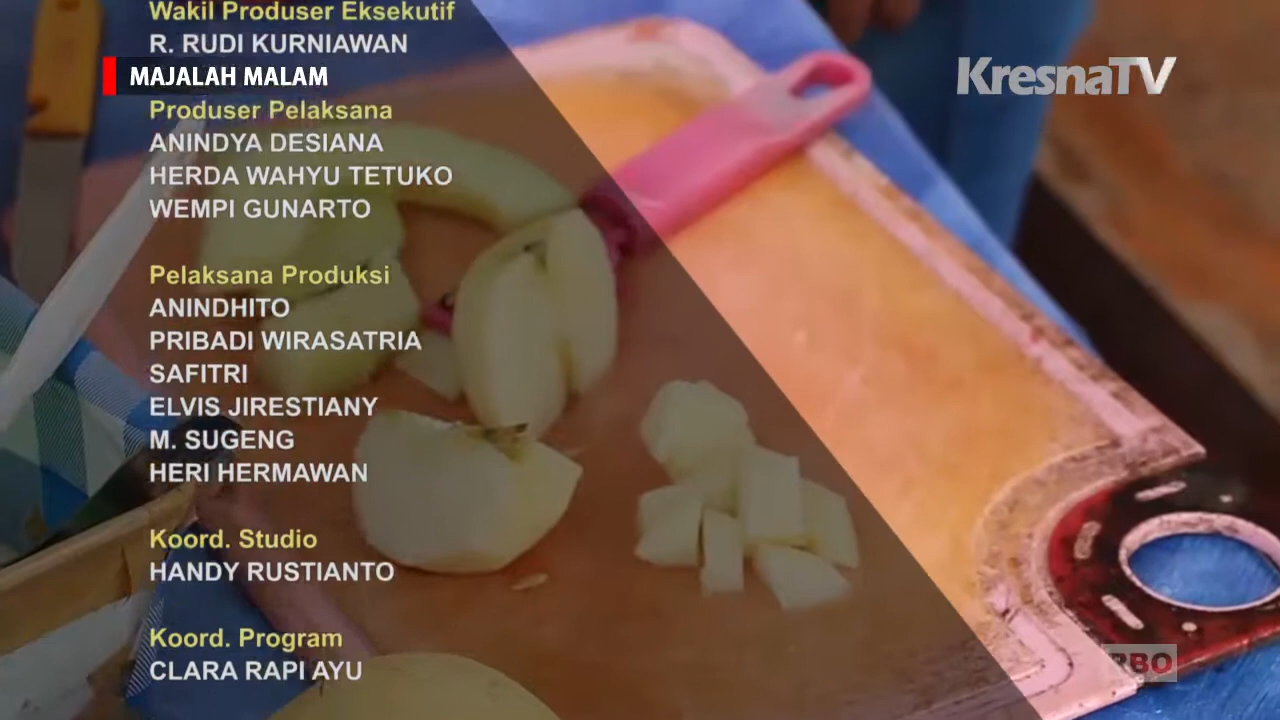 Wakil Produser Eksekutif
R. RUDI KURNIAWAN
MAJALAH MALAM
KresnaTV
Produser Pelaksana
ANINDYA DESIANA
HERDA WAHYU TETUKO
WEMPI GUNARTO
Pelaksana Produksi
ANINDHITO
PRIBADI WIRASATRIA
SAFITRI
ELVIS JIRESTIANY
M. SUGENG
HERI HERMAWAN
Koord. Studio
HANDY RUSTIANTO
Koord. Program
CLARA RAPI AYU
RBO